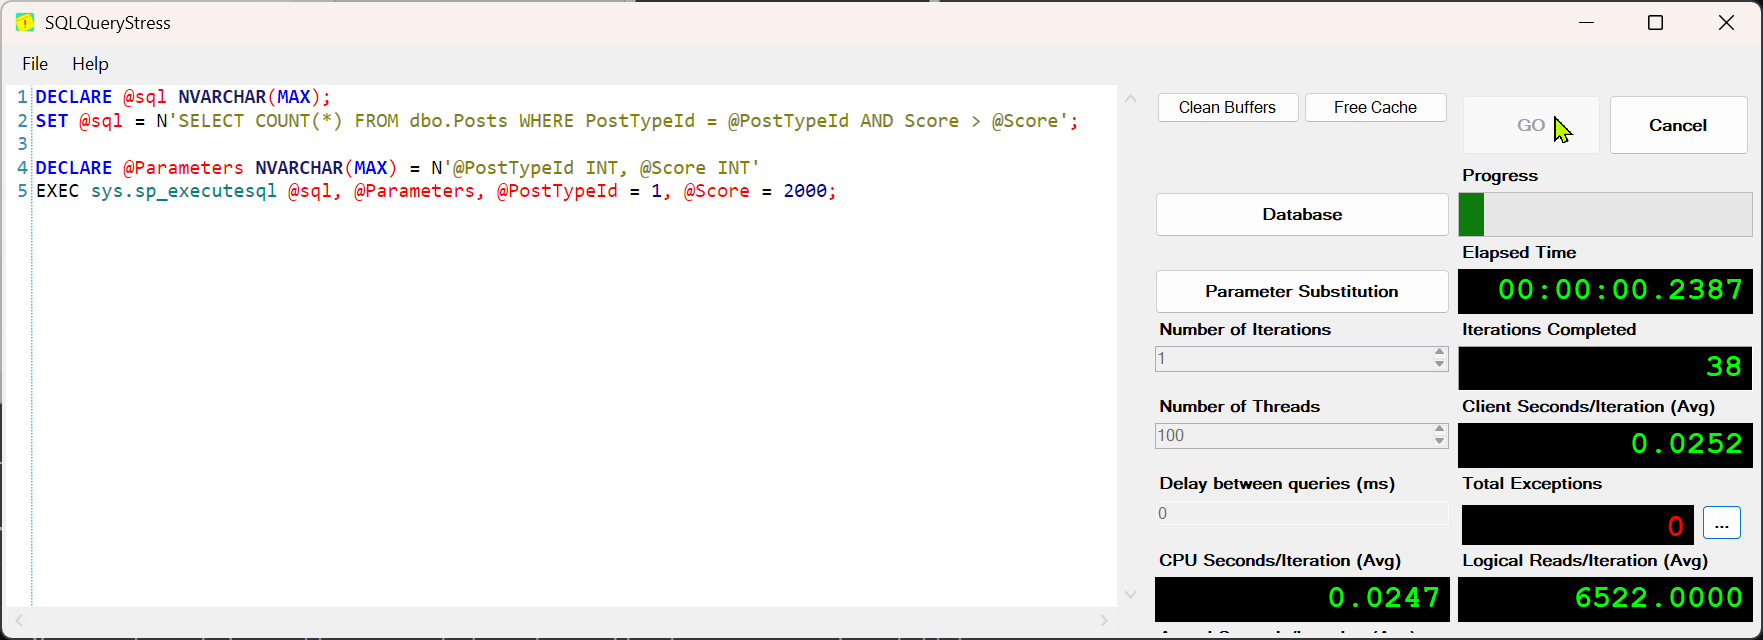 SQLQueryStress
File Help
1 DECLARE @sql NVARCHAR(MAX);
2 SET @sql = N'SELECT COUNT(*) FROM dbo.Posts WHERE PostTypeId = @PostTypeId AND Score > @Score';
3
4 DECLARE @Parameters NVARCHAR(MAX) = N'@PostTypeId INT, @Score INT'
5 EXEC sys.sp_executesql @sql, @Parameters, @PostTypeId = 1, @Score = 2000;
Clean Buffers Free Cache
GO Cancel
Database
Parameter Substitution
Number of Iterations
1
Number of Threads
100
Delay between queries (ms)
0
CPU Seconds/Iteration (Avg)
0.0247
Progress
Elapsed Time
00:00:00.2387
Iterations Completed
38
Client Seconds/Iteration (Avg)
0.0252
Total Exceptions
0 ...
Logical Reads/Iteration (Avg)
6522.0000